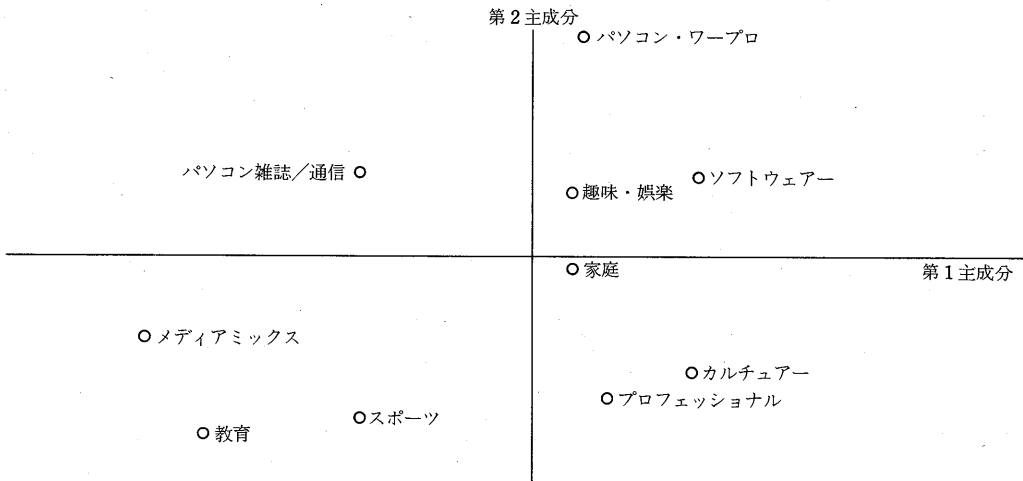 第2主成分
パソコン・ワープロ
パソコン雑誌／通信
ソフトウェアー
趣味・娯楽
家庭
第1主成分
メディアミックス
カルチュアー
プロフェッショナル
スポーツ
教育